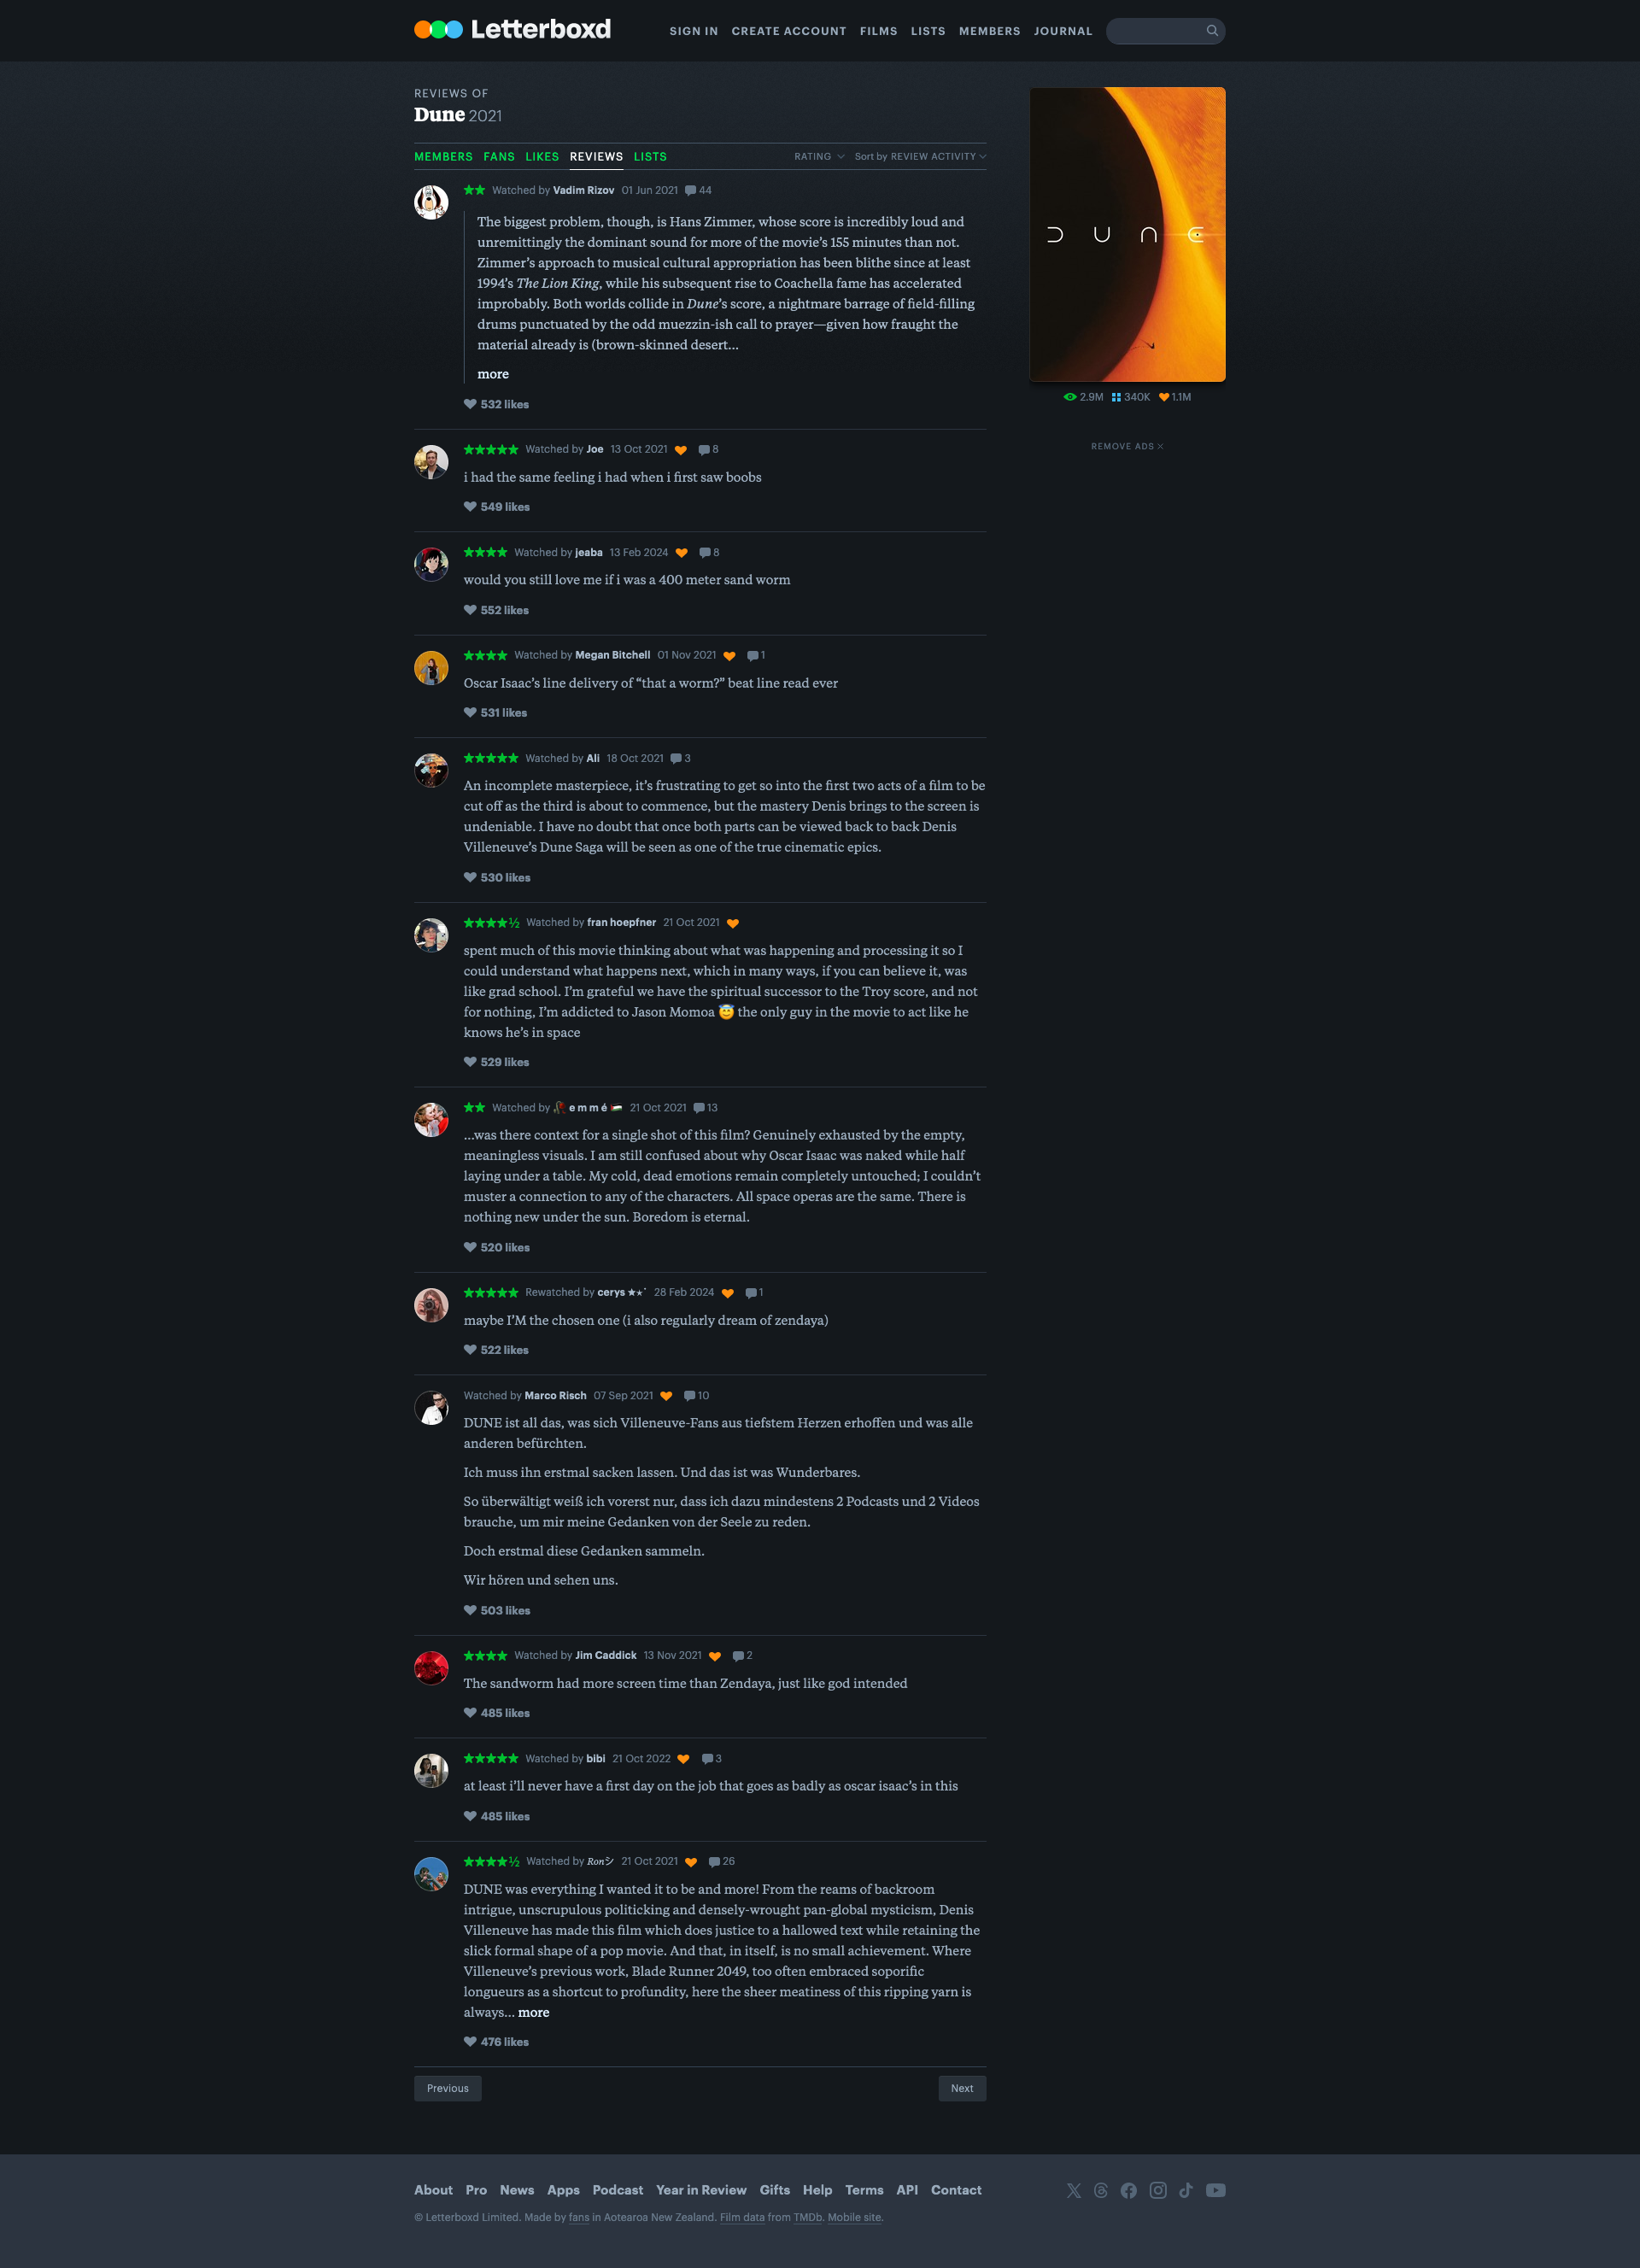 Letterboxd
SIGN IN CREATE ACCOUNT FILMS LISTS MEMBERS JOURNAL
REVIEWS OF
Dune 2021
MEMBERS FANS LIKES REVIEWS LISTS RATING Sort by REVIEW ACTIVITY
DUNE
2.9M 340K 1.1M
REMOVE ADS
★★ Watched by Vadim Rizov 01 Jun 2021 44
The biggest problem, though, is Hans Zimmer, whose score is incredibly loud and
unremittingly the dominant sound for more of the movie’s 155 minutes than not.
Zimmer’s approach to musical cultural appropriation has been blithe since at least
1994’s The Lion King, while his subsequent rise to Coachella fame has accelerated
improbably. Both worlds collide in Dune’s score, a nightmare barrage of field-filling
drums punctuated by the odd muezzin-ish call to prayer—given how fraught the
material already is (brown-skinned desert…
more
532 likes
★★★★★ Watched by Joe 13 Oct 2021 8
i had the same feeling i had when i first saw boobs
549 likes
★★★★ Watched by jeaba 13 Feb 2024 8
would you still love me if i was a 400 meter sand worm
552 likes
★★★★ Watched by Megan Bitchell 01 Nov 2021 1
Oscar Isaac’s line delivery of “that a worm?” beat line read ever
531 likes
★★★★★ Watched by Ali 18 Oct 2021 3
An incomplete masterpiece, it’s frustrating to get so into the first two acts of a film to be
cut off as the third is about to commence, but the mastery Denis brings to the screen is
undeniable. I have no doubt that once both parts can be viewed back to back Denis
Villeneuve’s Dune Saga will be seen as one of the true cinematic epics.
530 likes
★★★★½ Watched by fran hoepfner 21 Oct 2021
spent much of this movie thinking about what was happening and processing it so I
could understand what happens next, which in many ways, if you can believe it, was
like grad school. I’m grateful we have the spiritual successor to the Troy score, and not
for nothing, I’m addicted to Jason Momoa 😇 the only guy in the movie to act like he
knows he’s in space
529 likes
★★ Watched by 🥀 e m m é 🇵🇸 21 Oct 2021 13
…was there context for a single shot of this film? Genuinely exhausted by the empty,
meaningless visuals. I am still confused about why Oscar Isaac was naked while half
laying under a table. My cold, dead emotions remain completely untouched; I couldn’t
muster a connection to any of the characters. All space operas are the same. There is
nothing new under the sun. Boredom is eternal.
520 likes
★★★★★ Rewatched by cerys ★⋆˙ 28 Feb 2024 1
maybe I’M the chosen one (i also regularly dream of zendaya)
522 likes
Watched by Marco Risch 07 Sep 2021 10
DUNE ist all das, was sich Villeneuve-Fans aus tiefstem Herzen erhoffen und was alle
anderen befürchten.
Ich muss ihn erstmal sacken lassen. Und das ist was Wunderbares.
So überwältigt weiß ich vorerst nur, dass ich dazu mindestens 2 Podcasts und 2 Videos
brauche, um mir meine Gedanken von der Seele zu reden.
Doch erstmal diese Gedanken sammeln.
Wir hören und sehen uns.
503 likes
★★★★ Watched by Jim Caddick 13 Nov 2021 2
The sandworm had more screen time than Zendaya, just like god intended
485 likes
★★★★★ Watched by bibi 21 Oct 2022 3
at least i’ll never have a first day on the job that goes as badly as oscar isaac’s in this
485 likes
★★★★½ Watched by Ronシ 21 Oct 2021 26
DUNE was everything I wanted it to be and more! From the reams of backroom
intrigue, unscrupulous politicking and densely-wrought pan-global mysticism, Denis
Villeneuve has made this film which does justice to a hallowed text while retaining the
slick formal shape of a pop movie. And that, in itself, is no small achievement. Where
Villeneuve’s previous work, Blade Runner 2049, too often embraced soporific
longueurs as a shortcut to profundity, here the sheer meatiness of this ripping yarn is
always… more
476 likes
Previous Next
About Pro News Apps Podcast Year in Review Gifts Help Terms API Contact
© Letterboxd Limited. Made by fans in Aotearoa New Zealand. Film data from TMDb. Mobile site.